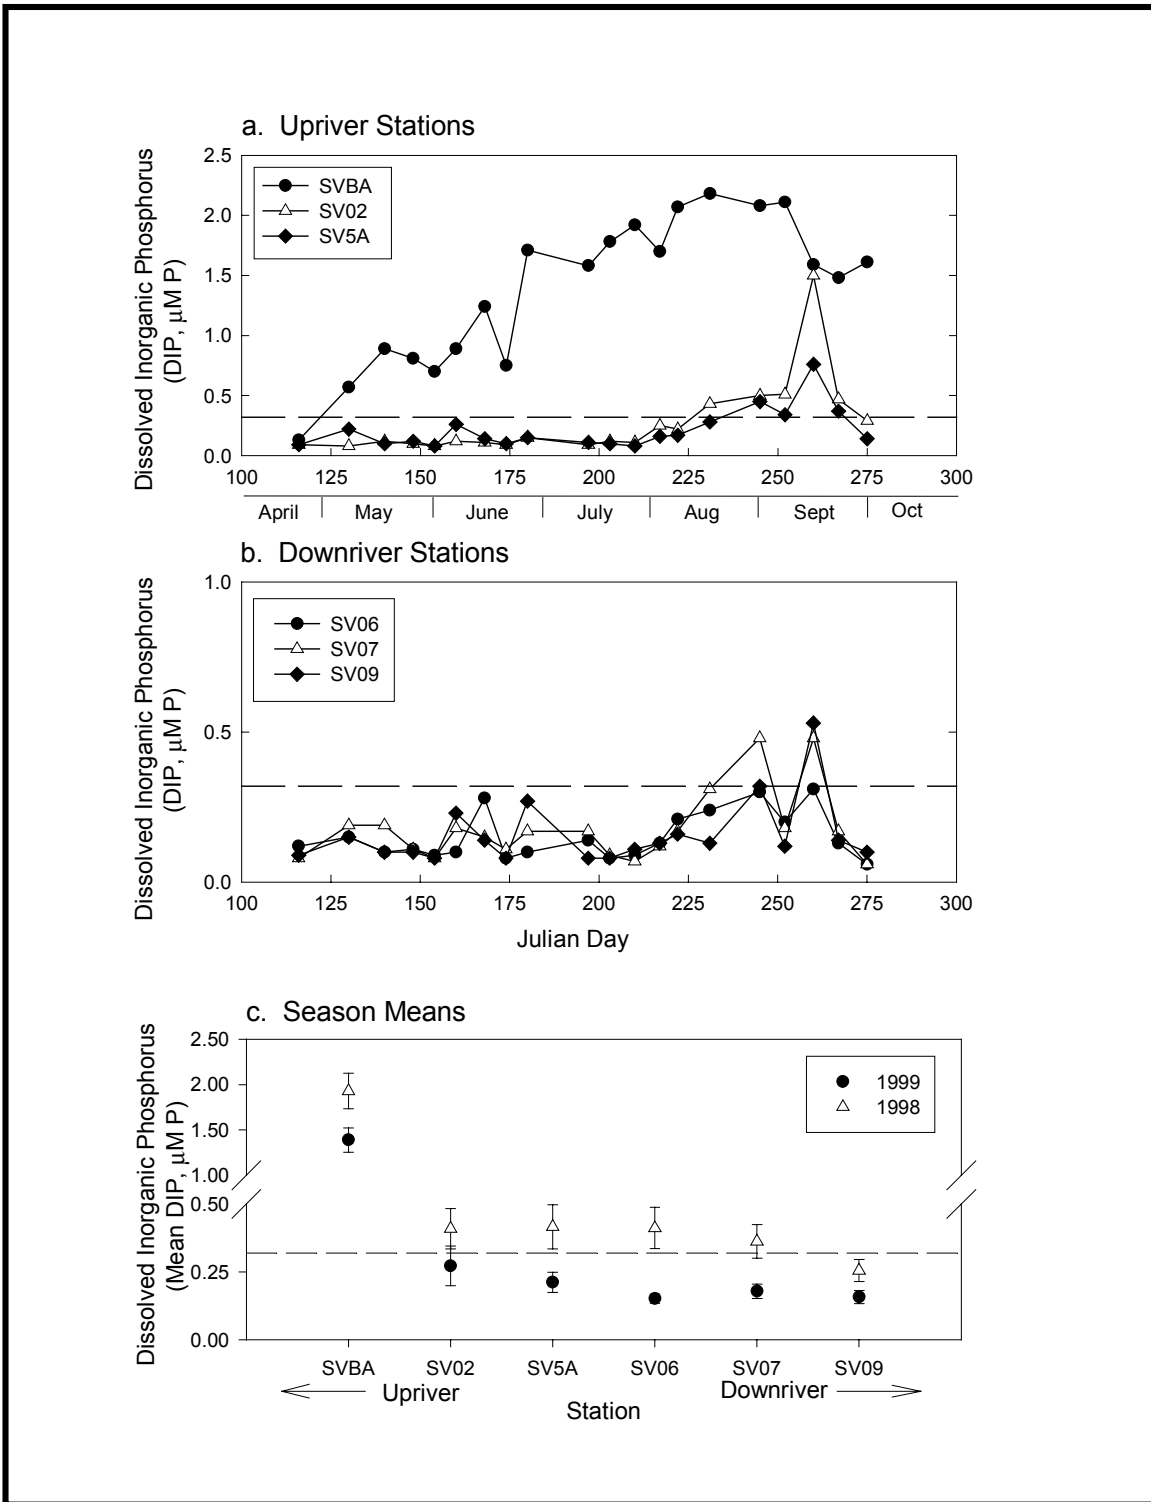 a. Upriver Stations
Dissolved Inorganic Phosphorus
(DIP, μM P)
2.5
2.0
1.5
1.0
0.5
0.0
SVBA
SV02
SV5A
100 125 150 175 200 225 250 275 300
April May June July Aug Sept Oct
b. Downriver Stations
Dissolved Inorganic Phosphorus
(DIP, μM P)
1.0
0.5
0.0
SV06
SV07
SV09
100 125 150 175 200 225 250 275 300
Julian Day
c. Season Means
Dissolved Inorganic Phosphorus
(Mean DIP, μM P)
2.50
2.00
1.50
1.00
0.50
0.25
0.00
1999
1998
SVBA SV02 SV5A SV06 SV07 SV09
Upriver Downriver
Station